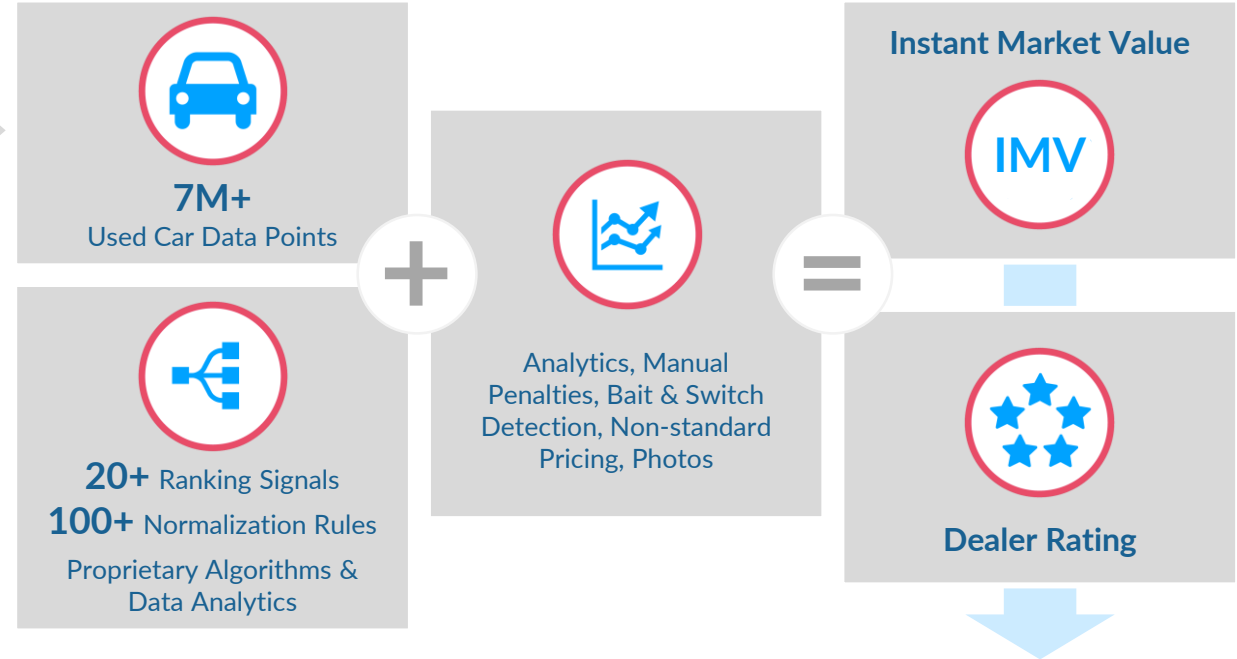 7M+
Used Car Data Points
20+ Ranking Signals
100+ Normalization Rules
Proprietary Algorithms &
Data Analytics
Analytics, Manual
Penalties, Bait & Switch
Detection, Non-standard
Pricing, Photos
Instant Market Value
IMV
Dealer Rating